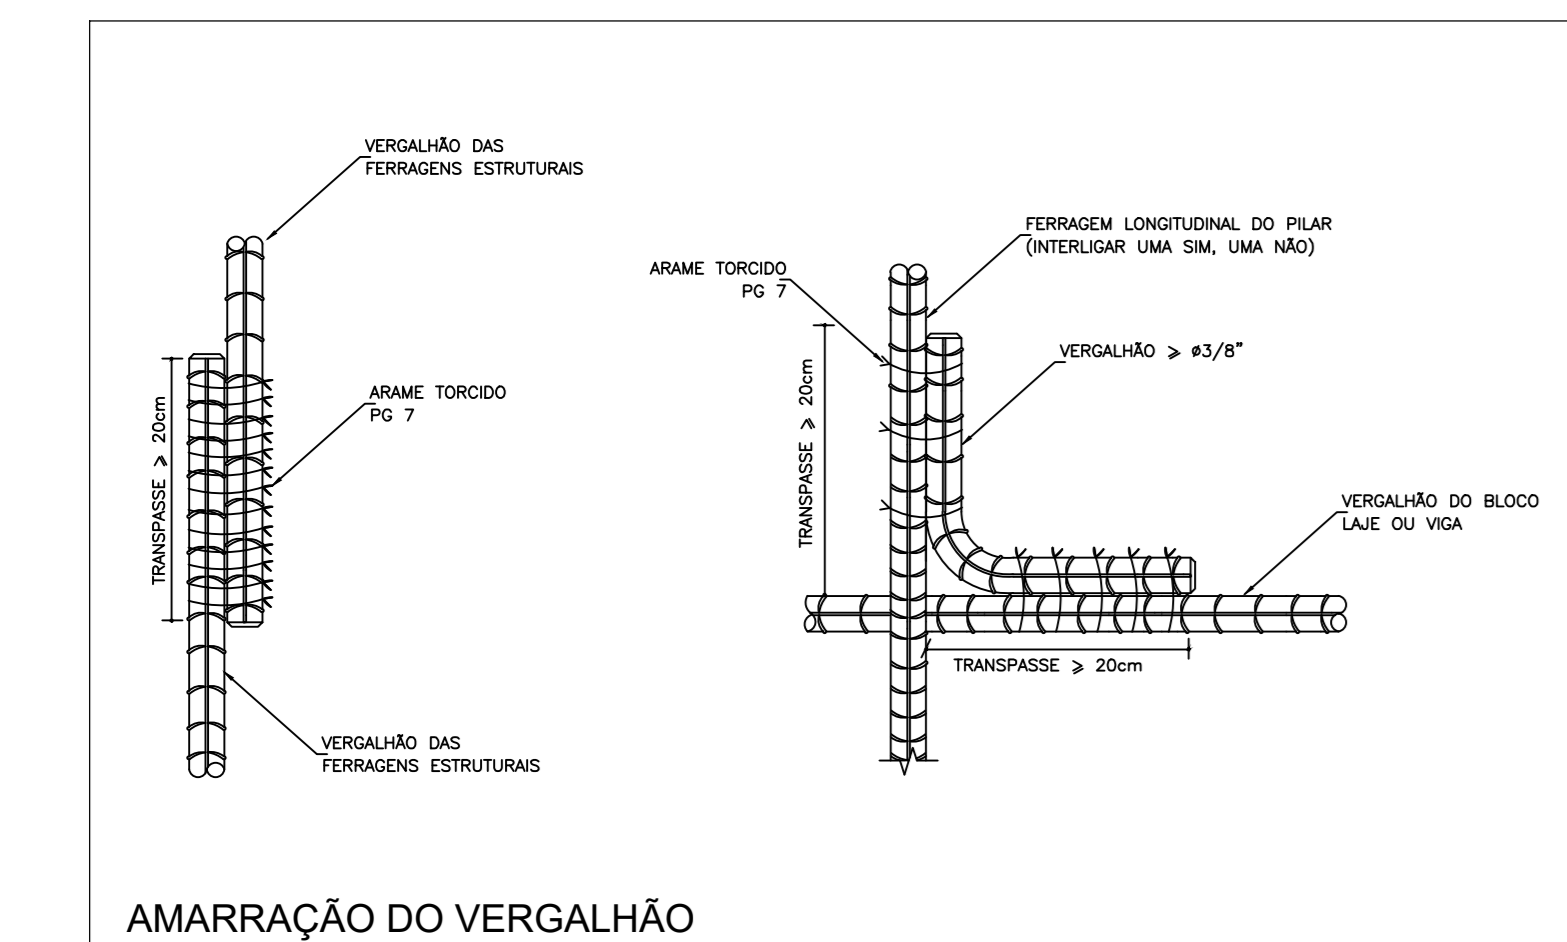 VERGALHÃO DAS
FERRAGENS ESTRUTURAIS
ARAME TORCIDO
PG 7
TRANSPASSE ⩾ 20cm
VERGALHÃO DAS
FERRAGENS ESTRUTURAIS
FERRAGEM LONGITUDINAL DO PILAR
(INTERLIGAR UMA SIM, UMA NÃO)
ARAME TORCIDO
PG 7
VERGALHÃO ⩾ ø3/8"
TRANSPASSE ⩾ 20cm
VERGALHÃO DO BLOCO
LAJE OU VIGA
TRANSPASSE ⩾ 20cm
AMARRAÇÃO DO VERGALHÃO